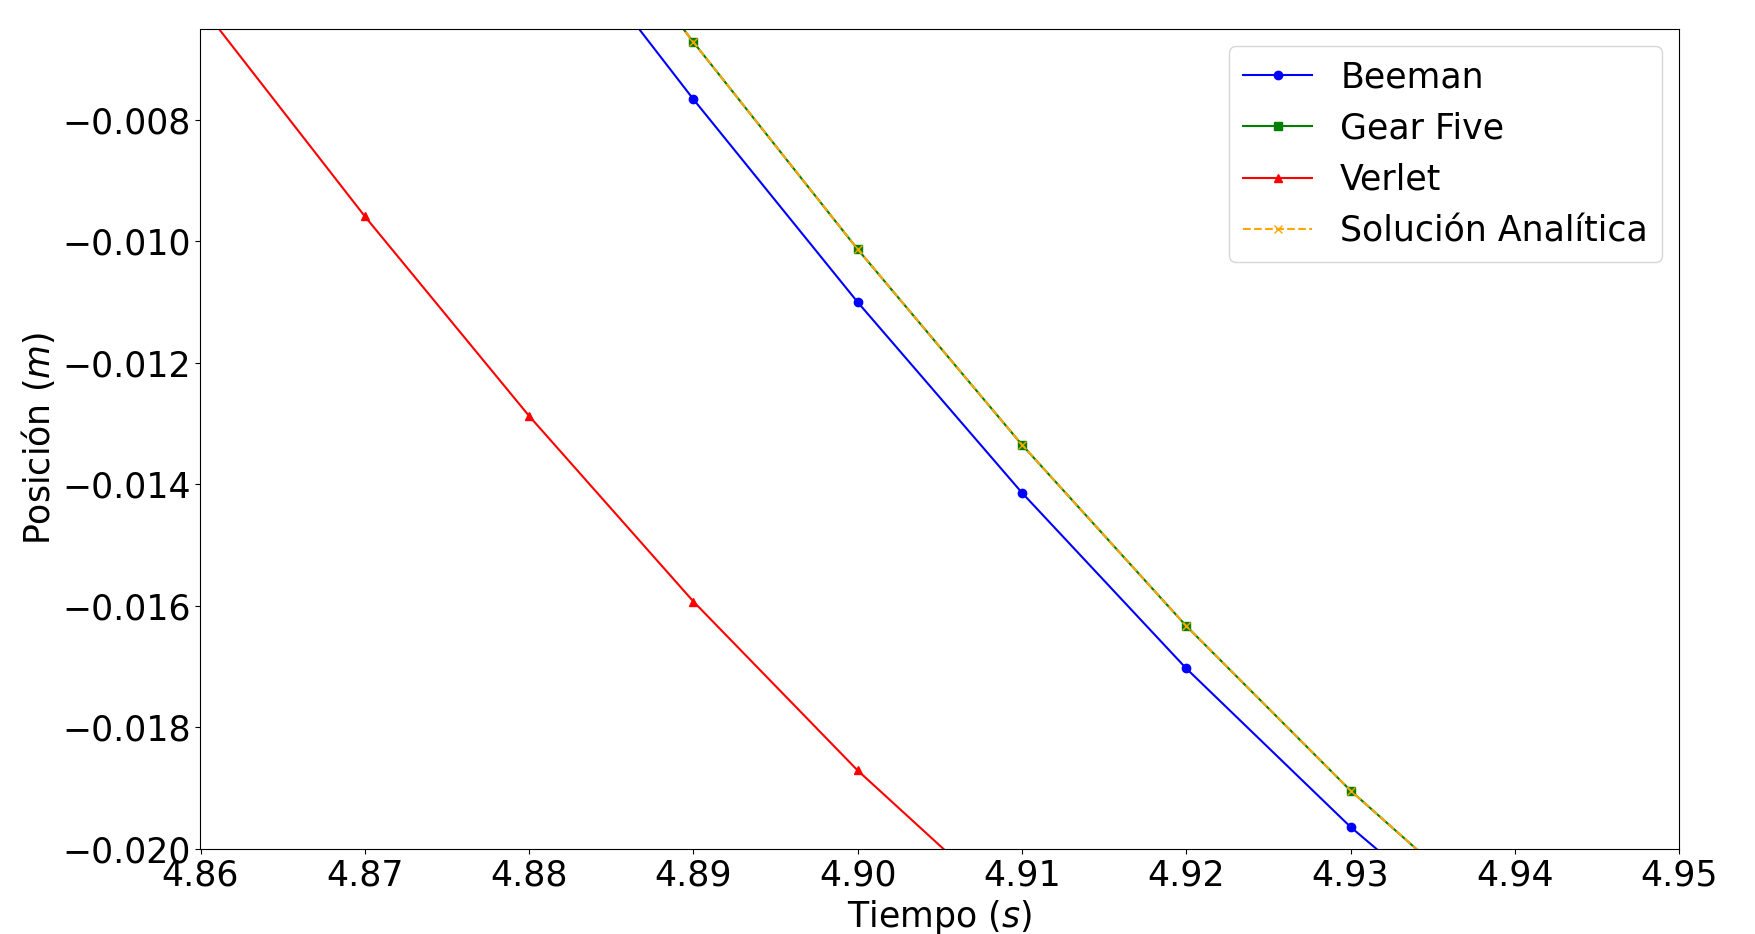 Beeman
Gear Five
Verlet
Solución Analítica
−0.008
−0.010
−0.012
−0.014
−0.016
−0.018
−0.020
Posición (m)
4.86 4.87 4.88 4.89 4.90 4.91 4.92 4.93 4.94 4.95
Tiempo (s)